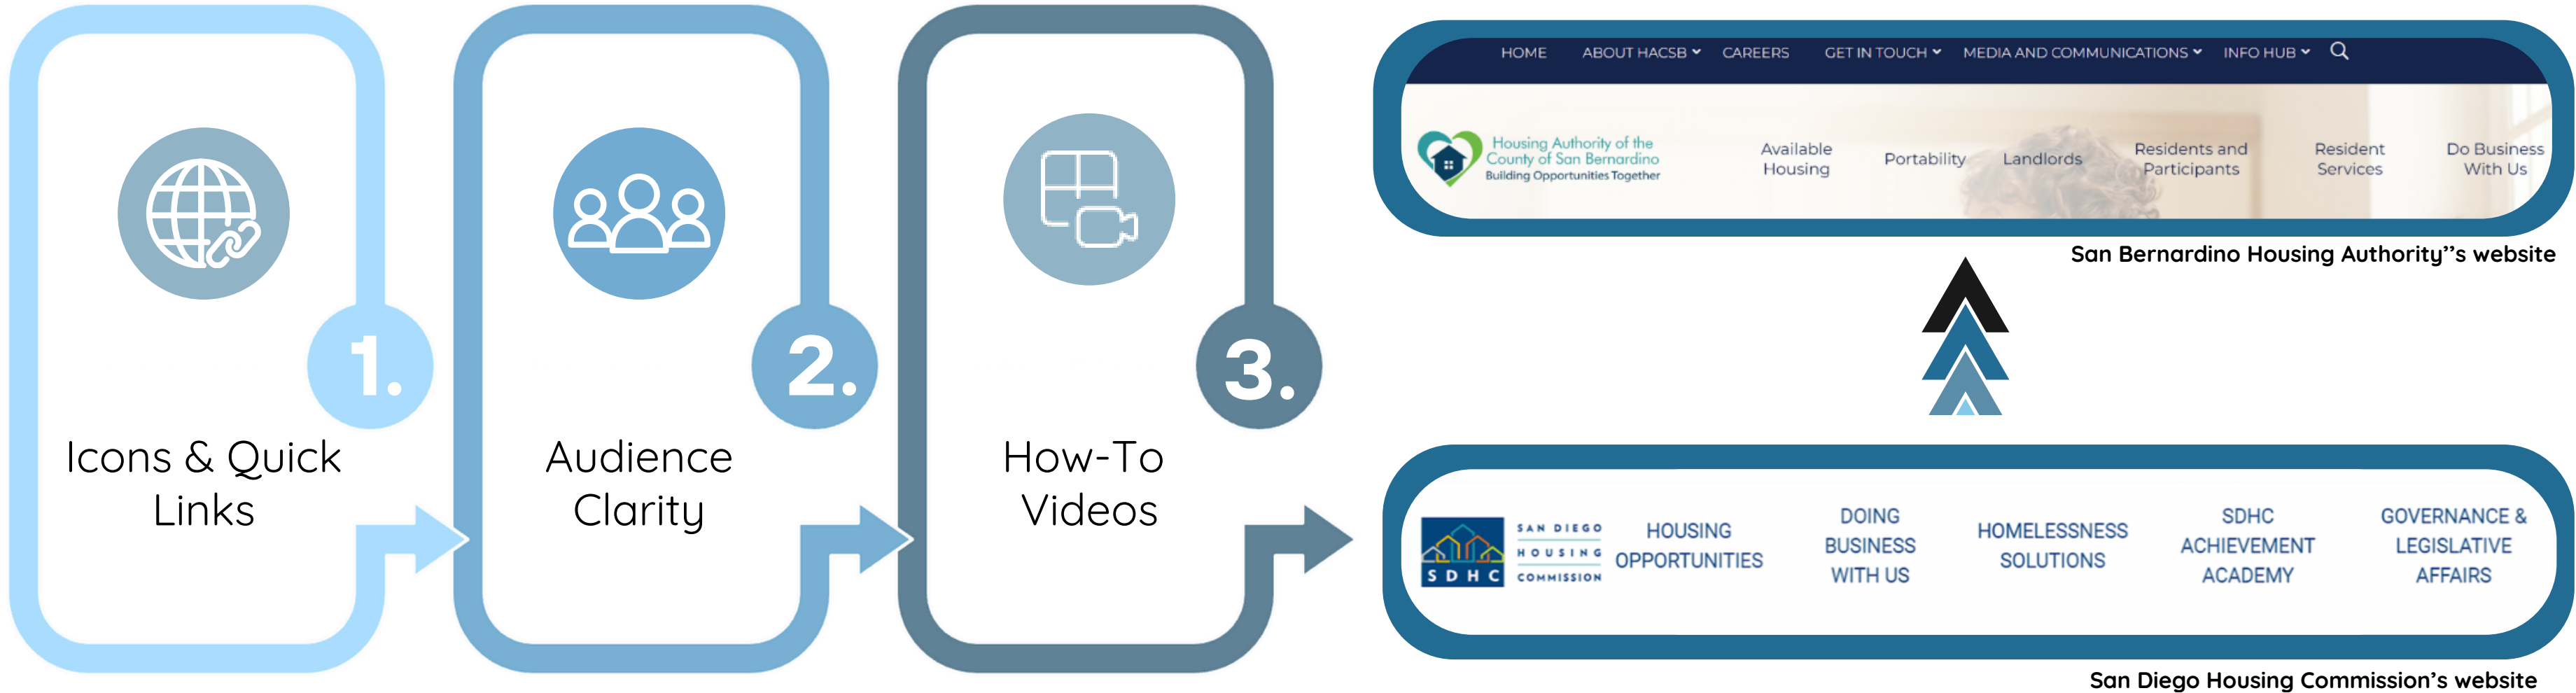 1.
Icons & Quick
Links
2.
Audience
Clarity
3.
How-To
Videos
HOME ABOUT HACSB CAREERS GET IN TOUCH MEDIA AND COMMUNICATIONS INFO HUB
Housing Authority of the
County of San Bernardino
Building Opportunities Together
Available
Housing
Portability
Landlords
Residents and
Participants
Resident
Services
Do Business
With Us
San Bernardino Housing Authority’’s website
SDHC
SAN DIEGO
HOUSING
COMMISSION
HOUSING
OPPORTUNITIES
DOING
BUSINESS
WITH US
HOMELESSNESS
SOLUTIONS
SDHC
ACHIEVEMENT
ACADEMY
GOVERNANCE &
LEGISLATIVE
AFFAIRS
San Diego Housing Commission’s website